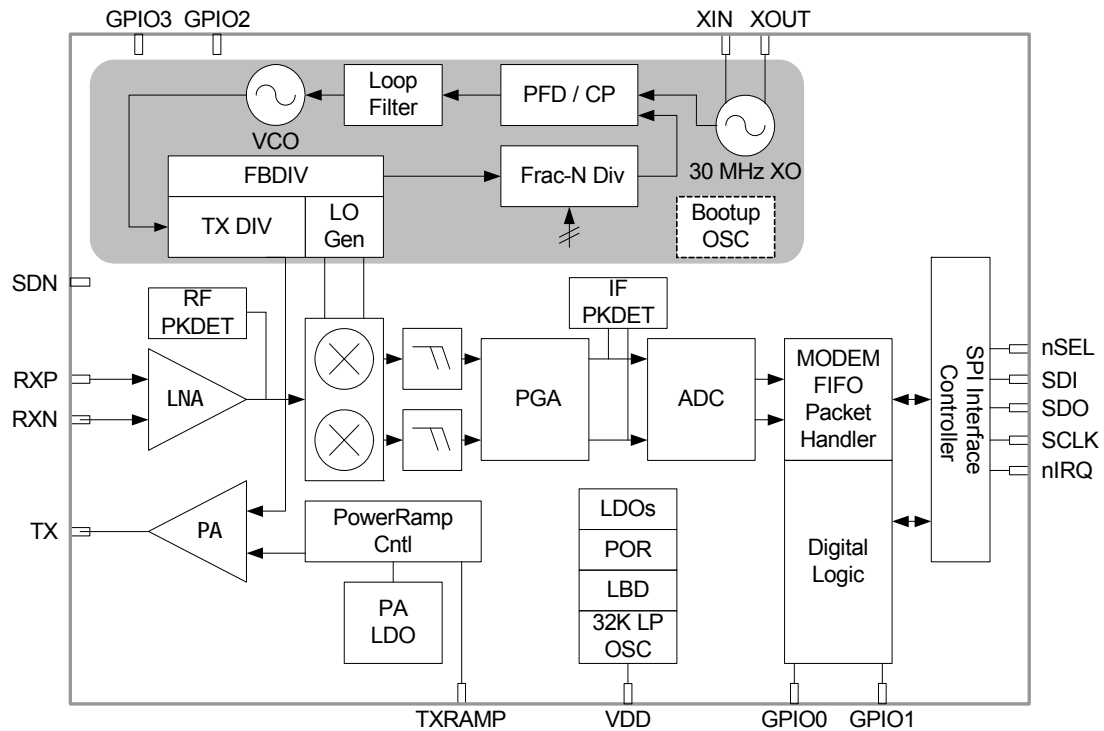 GPIO3 GPIO2
XIN XOUT
Loop
Filter
PFD / CP
VCO
30 MHz XO
FBDIV
Frac-N Div
TX DIV
LO
Gen
Bootup
OSC
SDN
RF
PKDET
IF
PKDET
RXP
RXN
LNA
PGA
ADC
MODEM
FIFO
Packet
Handler
SPI Interface
Controller
nSEL
SDI
SDO
SCLK
nIRQ
TX
PA
PowerRamp
Cntl
PA
LDO
LDOs
POR
LBD
32K LP
OSC
Digital
Logic
TXRAMP
VDD
GPIO0
GPIO1